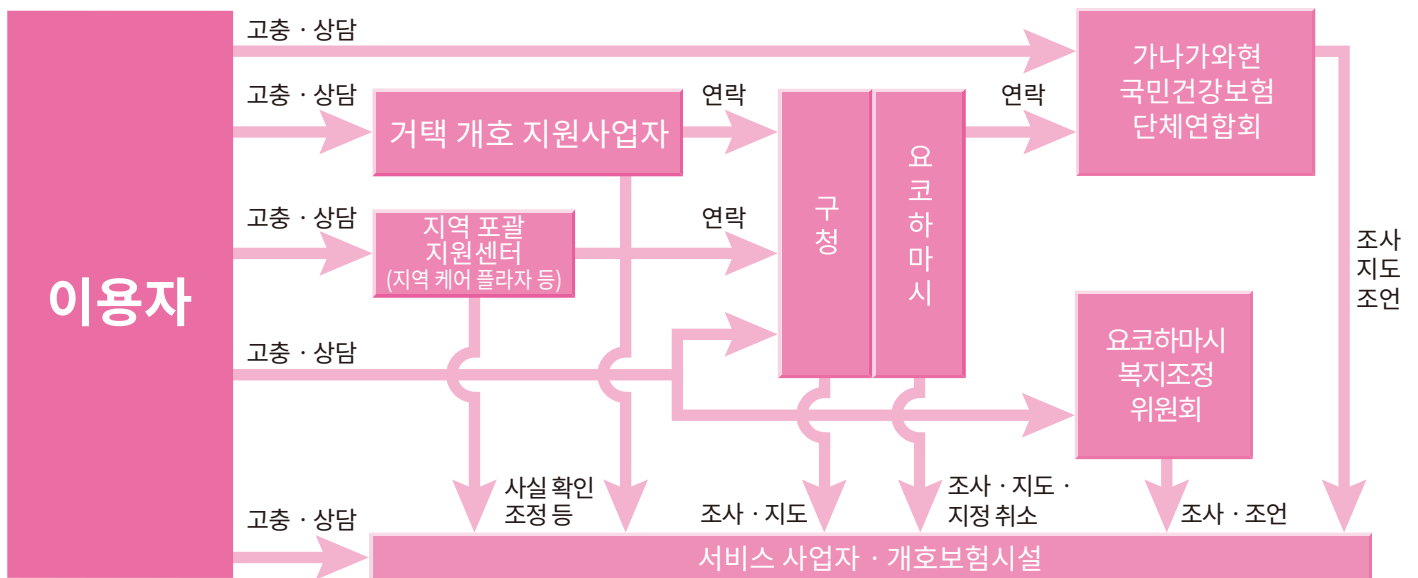 이용자
고충 · 상담
가나가와현
국민건강보험
단체연합회
고충 · 상담
거택 개호 지원사업자
연락
구청
요코하마시
연락
고충 · 상담
지역 포괄
지원센터
(지역 케어 플라자 등)
연락
조사
지도
조언
고충 · 상담
요코하마시
복지조정
위원회
사실 확인
조정 등
조사 · 지도
조사 · 지도 ·
지정 취소
조사 · 조언
고충 · 상담
서비스 사업자 · 개호보험시설